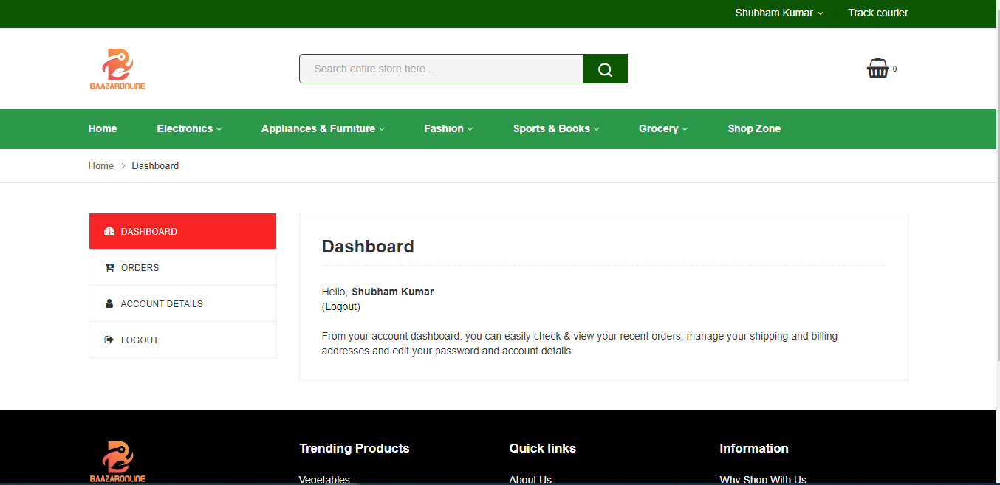 Shubham Kumar
Track courier
BAAZARONLINE
Search entire store here ...
0
Home
Electronics
Appliances & Furniture
Fashion
Sports & Books
Grocery
Shop Zone
Home > Dashboard
DASHBOARD
ORDERS
ACCOUNT DETAILS
LOGOUT
Dashboard
Hello, Shubham Kumar
(Logout)
From your account dashboard. you can easily check & view your recent orders, manage your shipping and billing
addresses and edit your password and account details.
BAAZARONLINE
Trending Products
Vegetables
Quick links
About Us
Information
Why Shop With Us